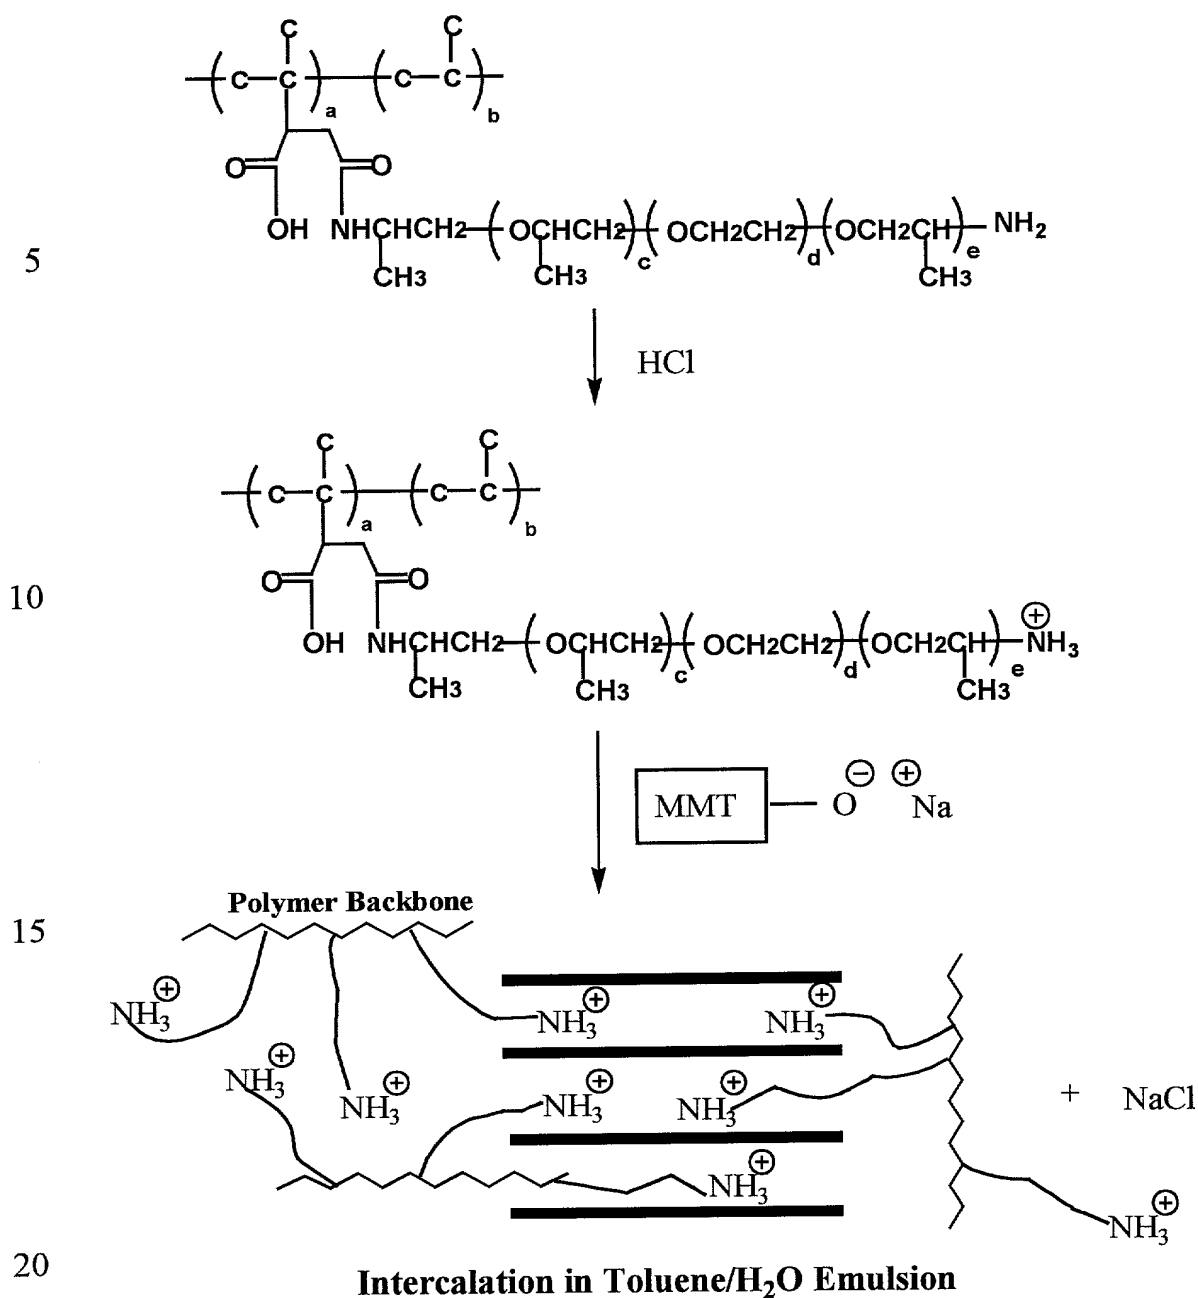 C C
( C C ) a ( C C ) b
O O
5 OH NHCHCH2 ( OCHCH2 ) c ( OCH2CH2 ) d ( OCH2CH ) e NH₂
CH3 CH3 CH3
HCl
C C
( C C ) a ( C C ) b
O O
10
OH NHCHCH2 ( OCHCH2 ) c ( OCH2CH2 ) d ( OCH2CH ) e NH₃⊕
CH3 CH3 CH3
MMT O⊖ ⊕Na
Polymer Backbone
15
NH₃⊕ NH₃⊕ NH₃⊕
NH₃⊕ NH₃⊕ NH₃⊕ NH₃⊕ + NaCl
NH₃⊕ NH₃⊕
20
Intercalation in Toluene/H₂O Emulsion